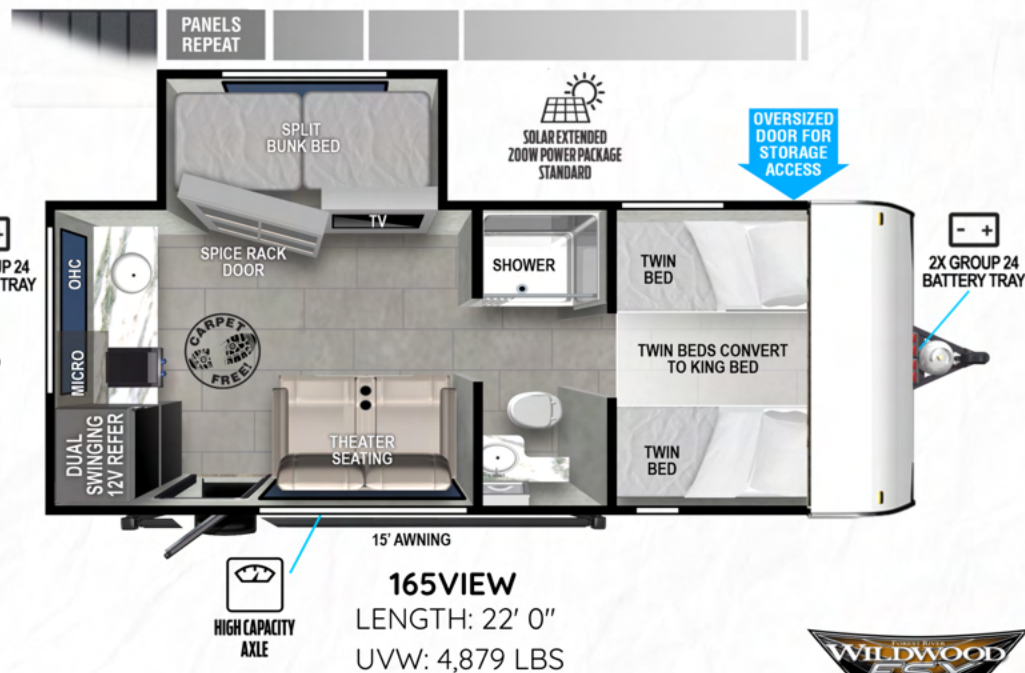 PANELS
REPEAT
SOLAR EXTENDED
200W POWER PACKAGE
STANDARD
OVERSIZED
DOOR FOR
STORAGE
ACCESS
SPLIT
BUNK BED
TV
SPICE RACK
DOOR
SHOWER
TWIN
BED
24
TRAY
- +
2X GROUP 24
BATTERY TRAY
OHC
MICRO
CARPET
FREE!
TWIN BEDS CONVERT
TO KING BED
DUAL
SWINGING
12V REFER
THEATER
SEATING
TWIN
BED
15' AWNING
HIGH CAPACITY
AXLE
165VIEW
LENGTH: 22' 0"
UVW: 4,879 LBS
FOREST RIVER
WILDWOOD
FSX